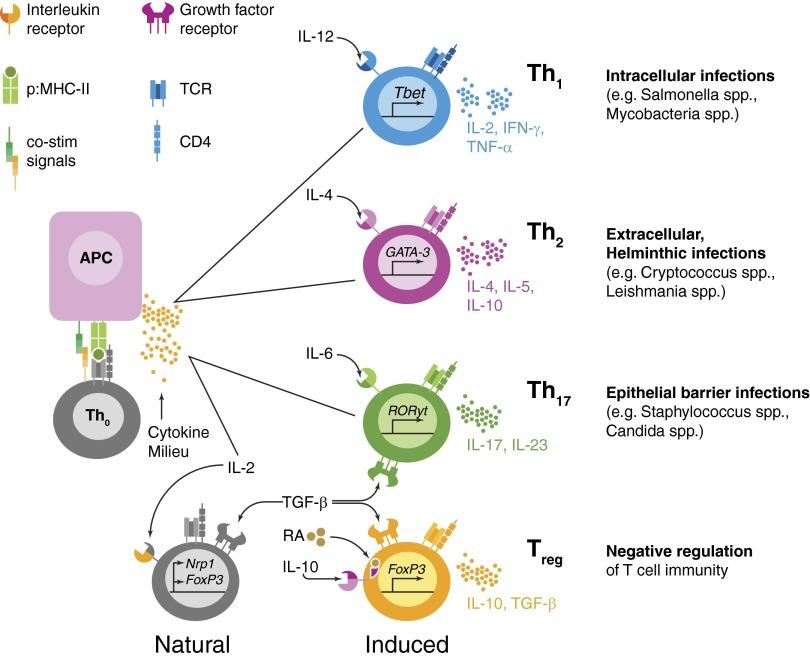 Interleukin
receptor
Growth factor
receptor
p:MHC-II
TCR
co-stim
signals
CD4
APC
Th0
Cytokine
Milieu
IL-12
Tbet
Th1
IL-2, IFN-γ,
TNF-α
Intracellular infections
(e.g. Salmonella spp.,
Mycobacteria spp.)
IL-4
GATA-3
Th2
IL-4, IL-5,
IL-10
Extracellular,
Helminthic infections
(e.g. Cryptococcus spp.,
Leishmania spp.)
IL-6
RORγt
Th17
IL-17, IL-23
Epithelial barrier infections
(e.g. Staphylococcus spp.,
Candida spp.)
IL-2
TGF-β
RA
IL-10
Nrp1
FoxP3
FoxP3
Treg
IL-10, TGF-β
Negative regulation
of T cell immunity
Natural
Induced